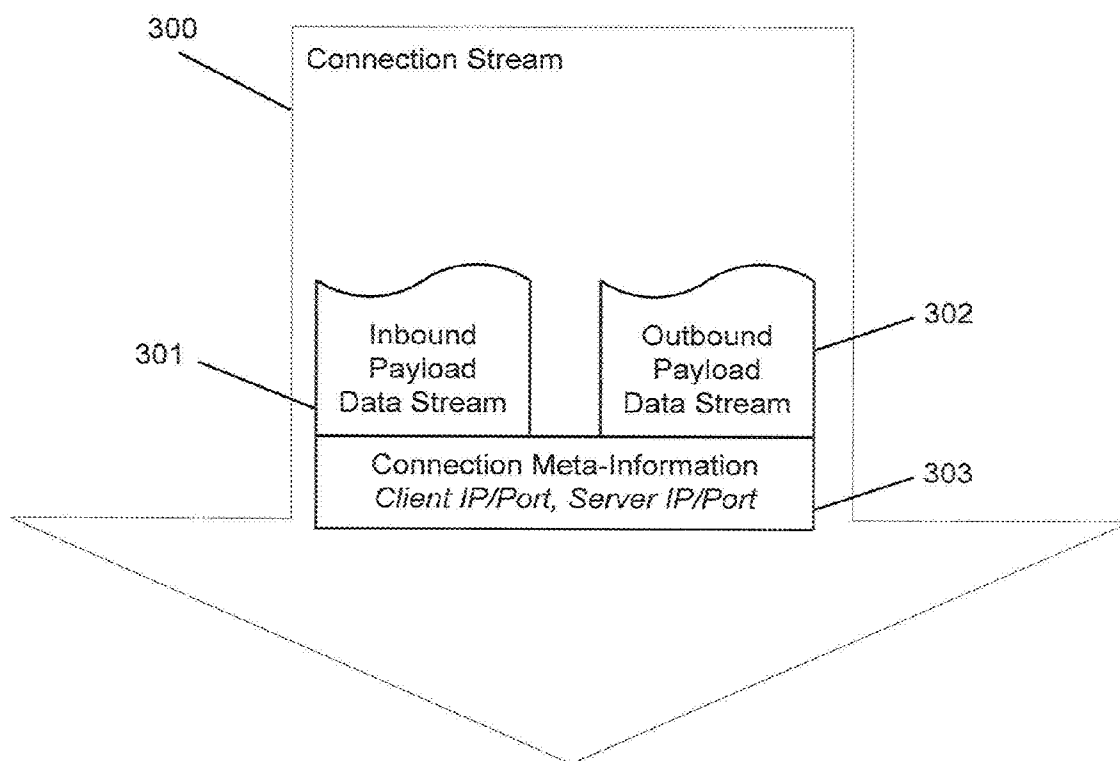 300
Connection Stream
301
Inbound
Payload
Data Stream
Outbound
Payload
Data Stream
302
Connection Meta-Information
Client IP/Port, Server IP/Port
303